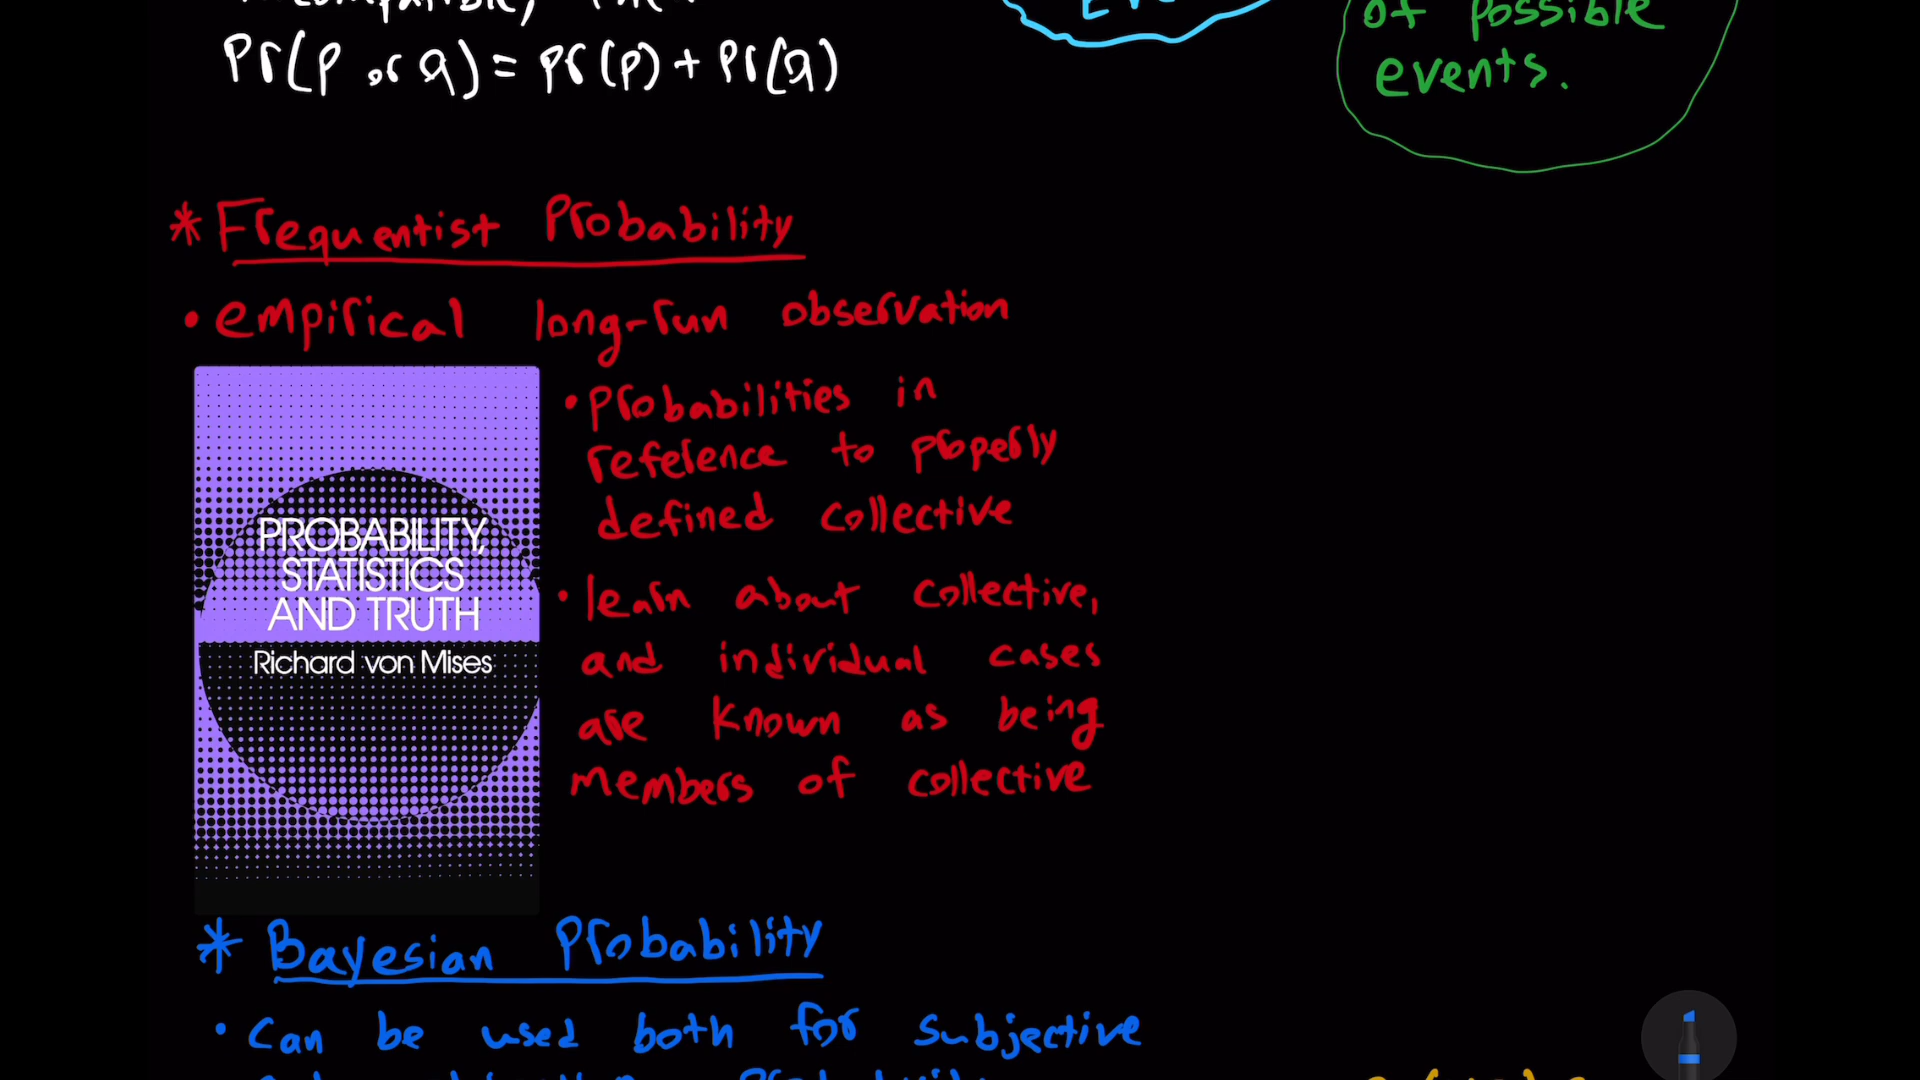 Pr(p or q) = Pr(p) + Pr(q)
of possible
events.
* Frequentist Probability
• empirical long-run observation
• Probabilities in
reference to properly
defined collective
• learn about collective,
and individual cases
are known as being
members of collective
PROBABILITY,
STATISTICS
AND TRUTH
Richard von Mises
* Bayesian Probability
• Can be used both for subjective